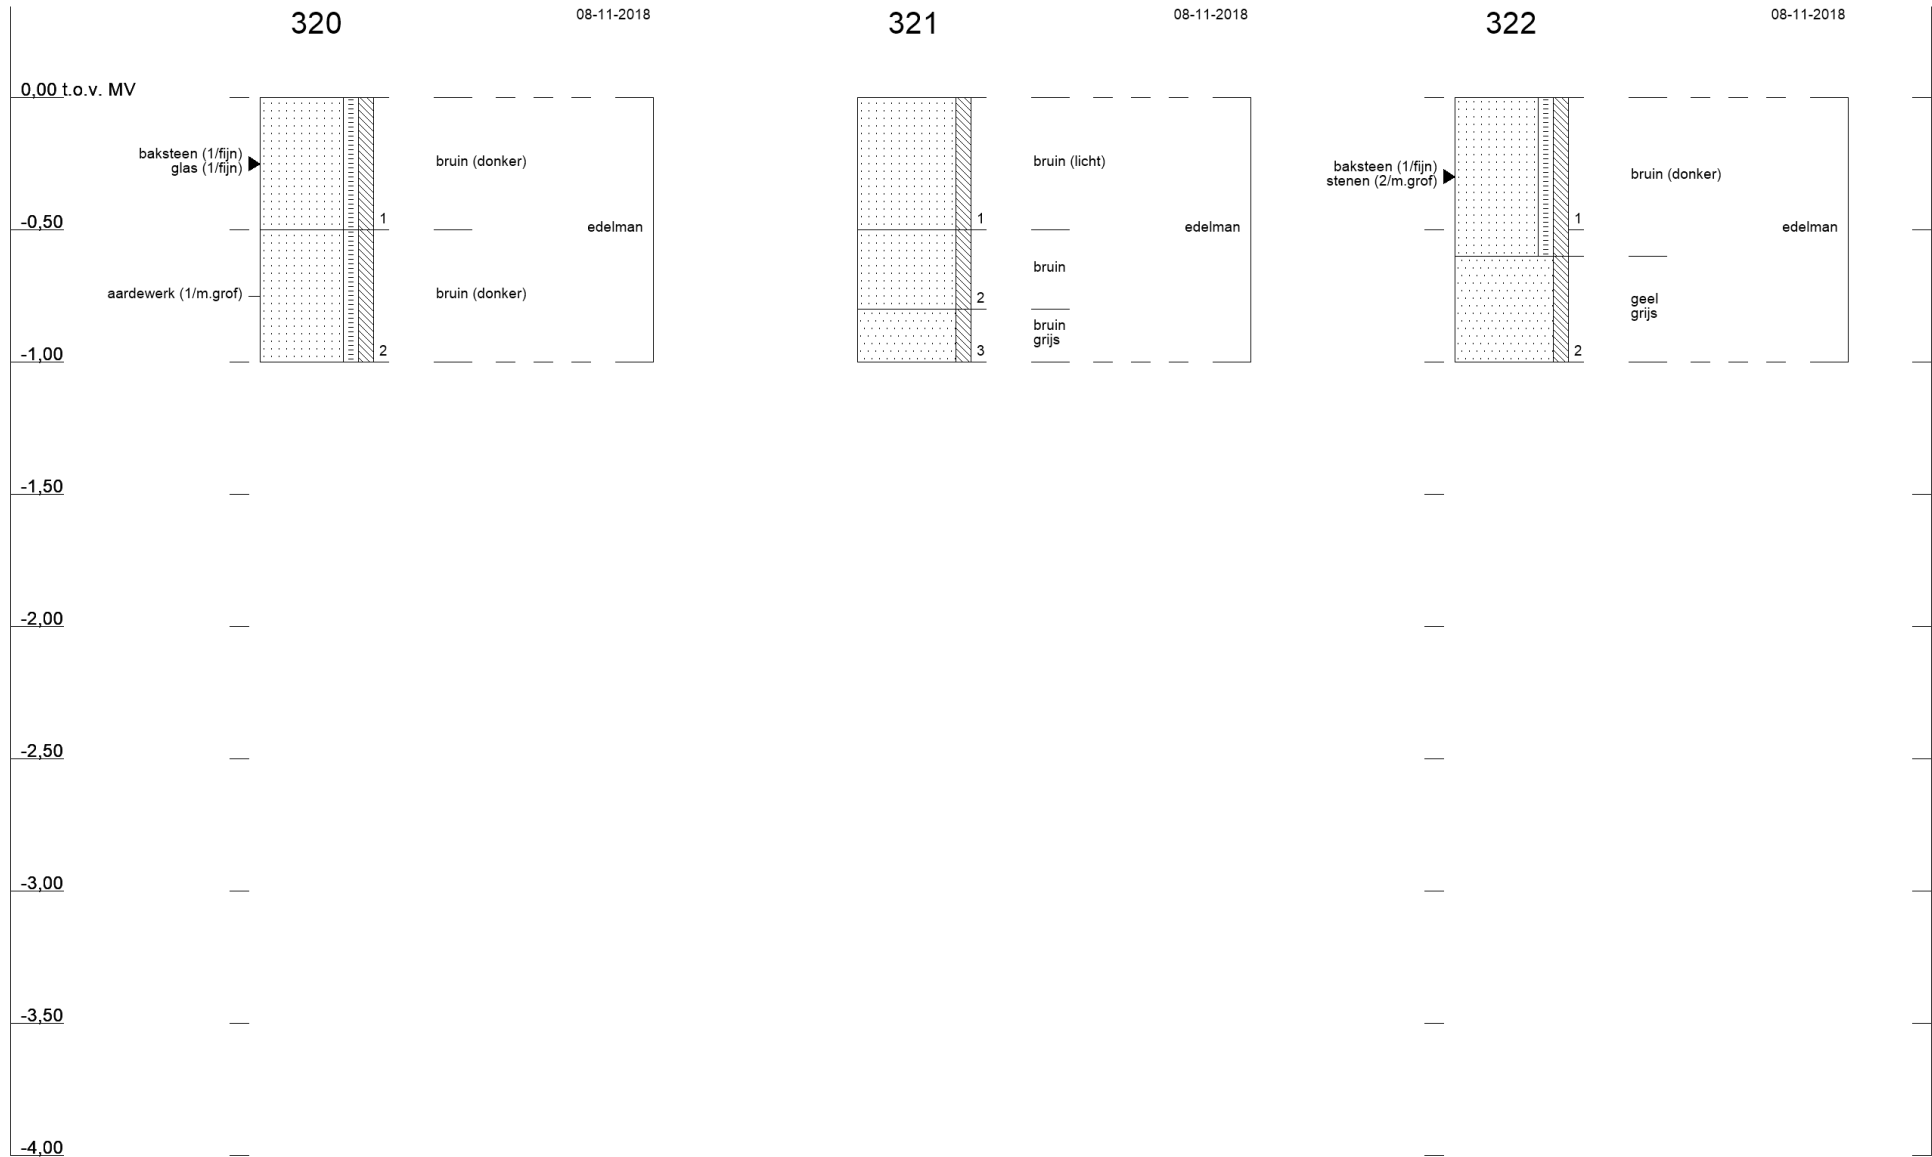 320
08-11-2018
321
08-11-2018
322
08-11-2018
0,00 t.o.v. MV
baksteen (1/fijn)
glas (1/fijn)
bruin (donker)
1
-0,50
edelman
aardewerk (1/m.grof)
bruin (donker)
2
-1,00
bruin (licht)
1
edelman
bruin
2
bruin
grijs
3
baksteen (1/fijn)
stenen (2/m.grof)
bruin (donker)
1
edelman
geel
grijs
2
-1,50
-2,00
-2,50
-3,00
-3,50
-4,00